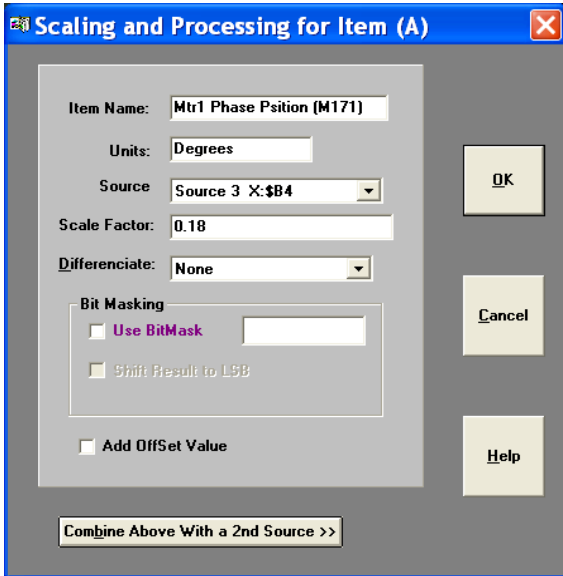 Scaling and Processing for Item (A)
Item Name: Mtr1 Phase Psition (M171)
Units: Degrees
Source Source 3 X:$B4
Scale Factor: 0.18
Differenciate: None
Bit Masking
Use BitMask
Shift Result to LSB
Add OffSet Value
Combine Above With a 2nd Source >>
OK
Cancel
Help